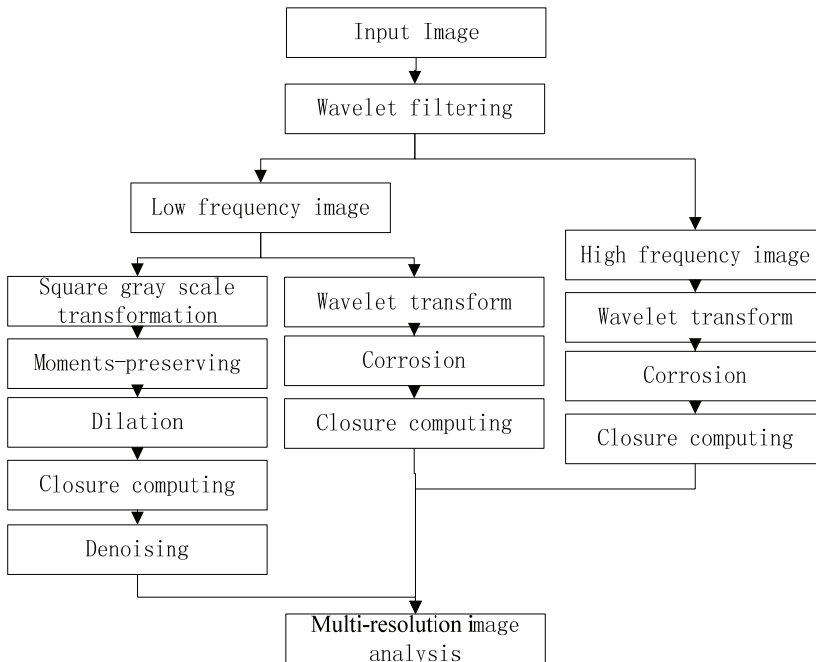 Input Image
Wavelet filtering
Low frequency image
High frequency image
Square gray scale
transformation
Wavelet transform
Wavelet transform
Moments-preserving
Corrosion
Corrosion
Dilation
Closure computing
Closure computing
Closure computing
Denoising
Multi-resolution image
analysis